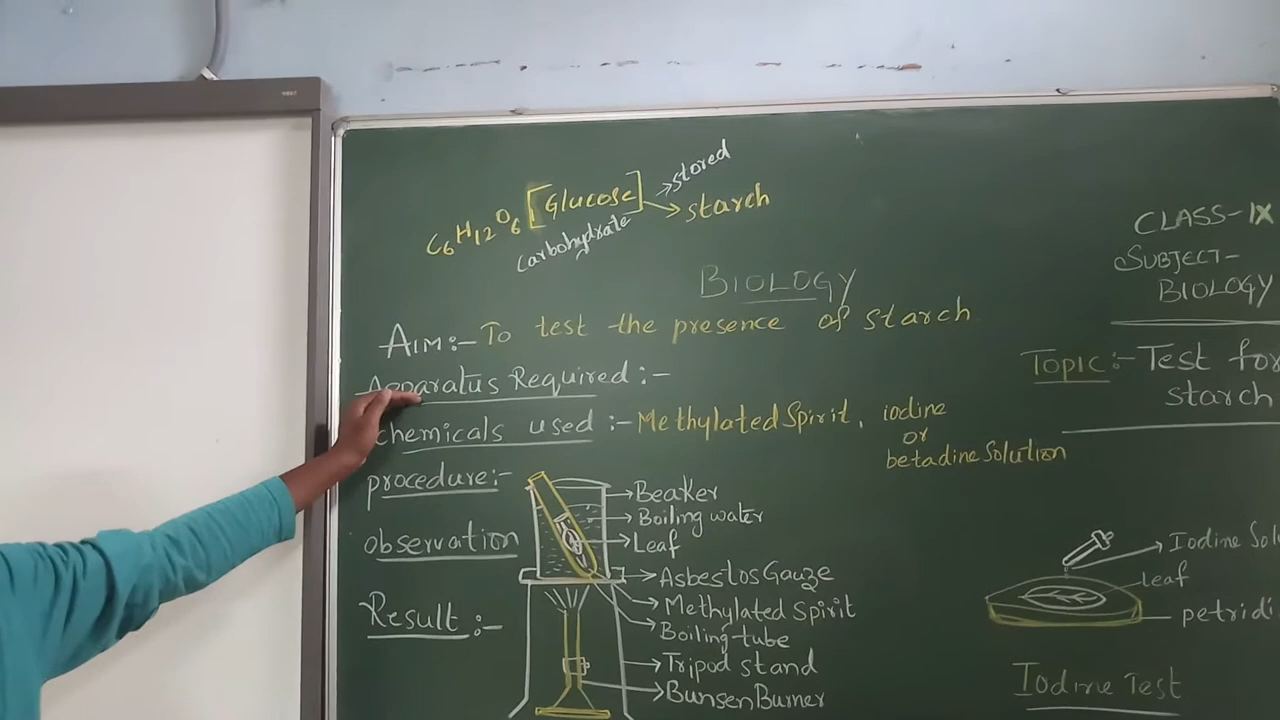 C6H12O6 [Glucose] → stored
→ starch
carbohydrate
BIOLOGY
AIM:- To test the presence of starch
Apparatus Required:-
chemicals used:- Methylated Spirit, iodine
or
betadine Solution
procedure:-
observation
Result:-
Beaker
Boiling water
Leaf
Asbestos Gauze
Methylated Spirit
Boiling-tube
Tripod stand
Bunsen Burner
CLASS-IX
SUBJECT-
BIOLOGY
TOPIC:- Test for
starch
Iodine Solu
leaf
petridi
Iodine Test